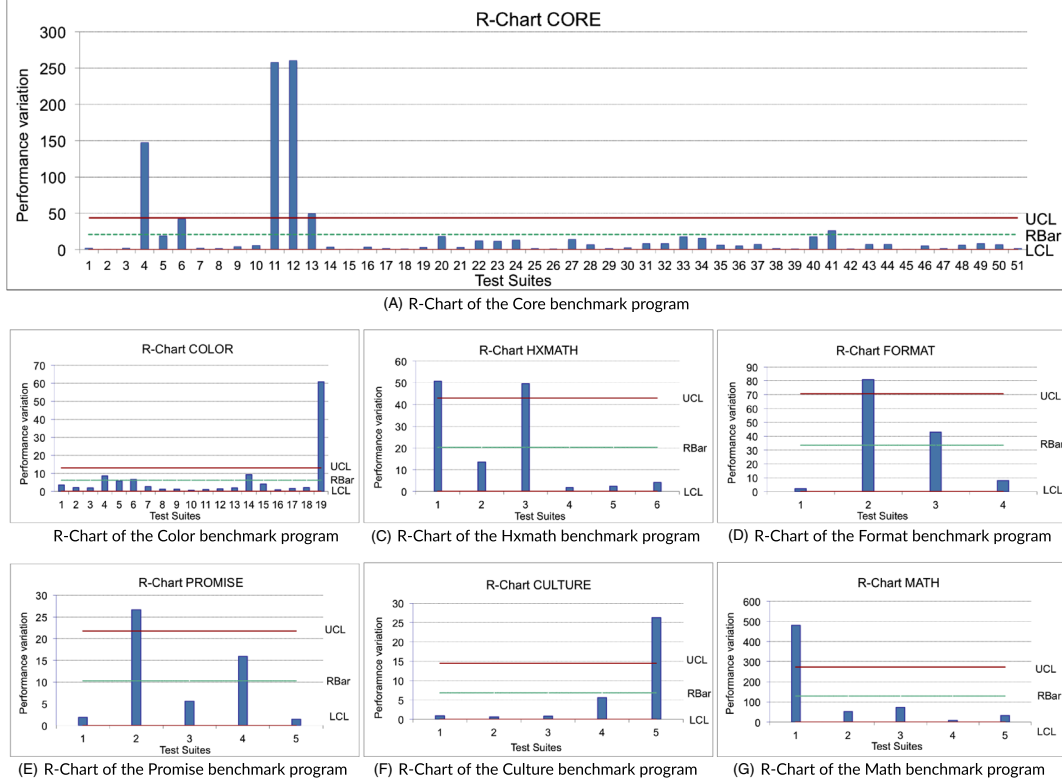 R-Chart CORE
Performance variation
300
250
200
150
100
50
0
UCL
RBar
LCL
1 2 3 4 5 6 7 8 9 10 11 12 13 14 15 16 17 18 19 20 21 22 23 24 25 26 27 28 29 30 31 32 33 34 35 36 37 38 39 40 41 42 43 44 45 46 47 48 49 50 51
Test Suites
(A) R-Chart of the Core benchmark program
R-Chart COLOR
Performance variation
70
60
50
40
30
20
10
0
UCL
RBar
LCL
1 2 3 4 5 6 7 8 9 10 11 12 13 14 15 16 17 18 19
Test Suites
R-Chart of the Color benchmark program
R-Chart HXMATH
Performance variation
60
50
40
30
20
10
0
UCL
RBar
LCL
1 2 3 4 5 6
Test Suites
(C) R-Chart of the Hxmath benchmark program
R-Chart FORMAT
Performance variation
90
80
70
60
50
40
30
20
10
0
UCL
RBar
LCL
1 2 3 4
Test Suites
(D) R-Chart of the Format benchmark program
R-Chart PROMISE
Performance variation
30
25
20
15
10
5
0
UCL
RBar
LCL
1 2 3 4 5
Test Suites
(E) R-Chart of the Promise benchmark program
R-Chart CULTURE
Perforamnce variation
30
25
20
15
10
5
0
UCL
RBar
LCL
1 2 3 4 5
Test Suites
(F) R-Chart of the Culture benchmark program
R-Chart MATH
Performance variation
600
500
400
300
200
100
0
UCL
RBar
LCL
1 2 3 4 5
Test Suites
(G) R-Chart of the Math benchmark program